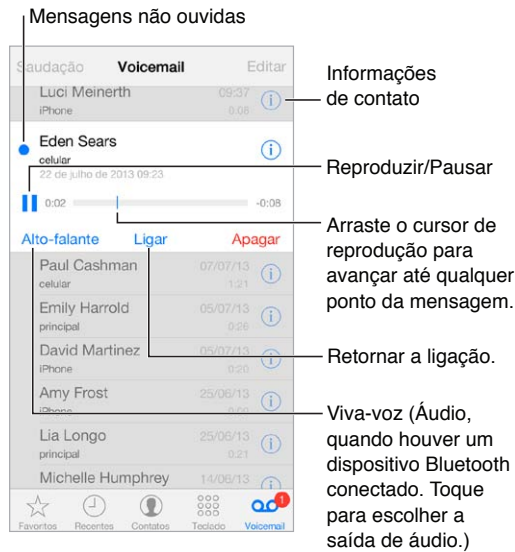 Mensagens não ouvidas
Saudação Voicemail Editar
Luci Meinerth 09:37
iPhone 0:08
Informações
de contato
Eden Sears
celular
22 de julho de 2013 09:23
Reproduzir/Pausar
0:02 -0:08
Arraste o cursor de
reprodução para
avançar até qualquer
ponto da mensagem.
Alto-falante Ligar Apagar
Paul Cashman 07/07/13
celular 1:21
Emily Harrold 05/07/13
principal 0:26
David Martinez 05/07/13
iPhone 0:20
Retornar a ligação.
Amy Frost 25/06/13
iPhone
Viva-voz (Áudio,
quando houver um
dispositivo Bluetooth
conectado. Toque
para escolher a
saída de áudio.)
Lia Longo 25/06/13
principal 0:21
Michelle Humphrey 14/06/13
1
Favoritos Recentes Contatos Teclado Voicemail